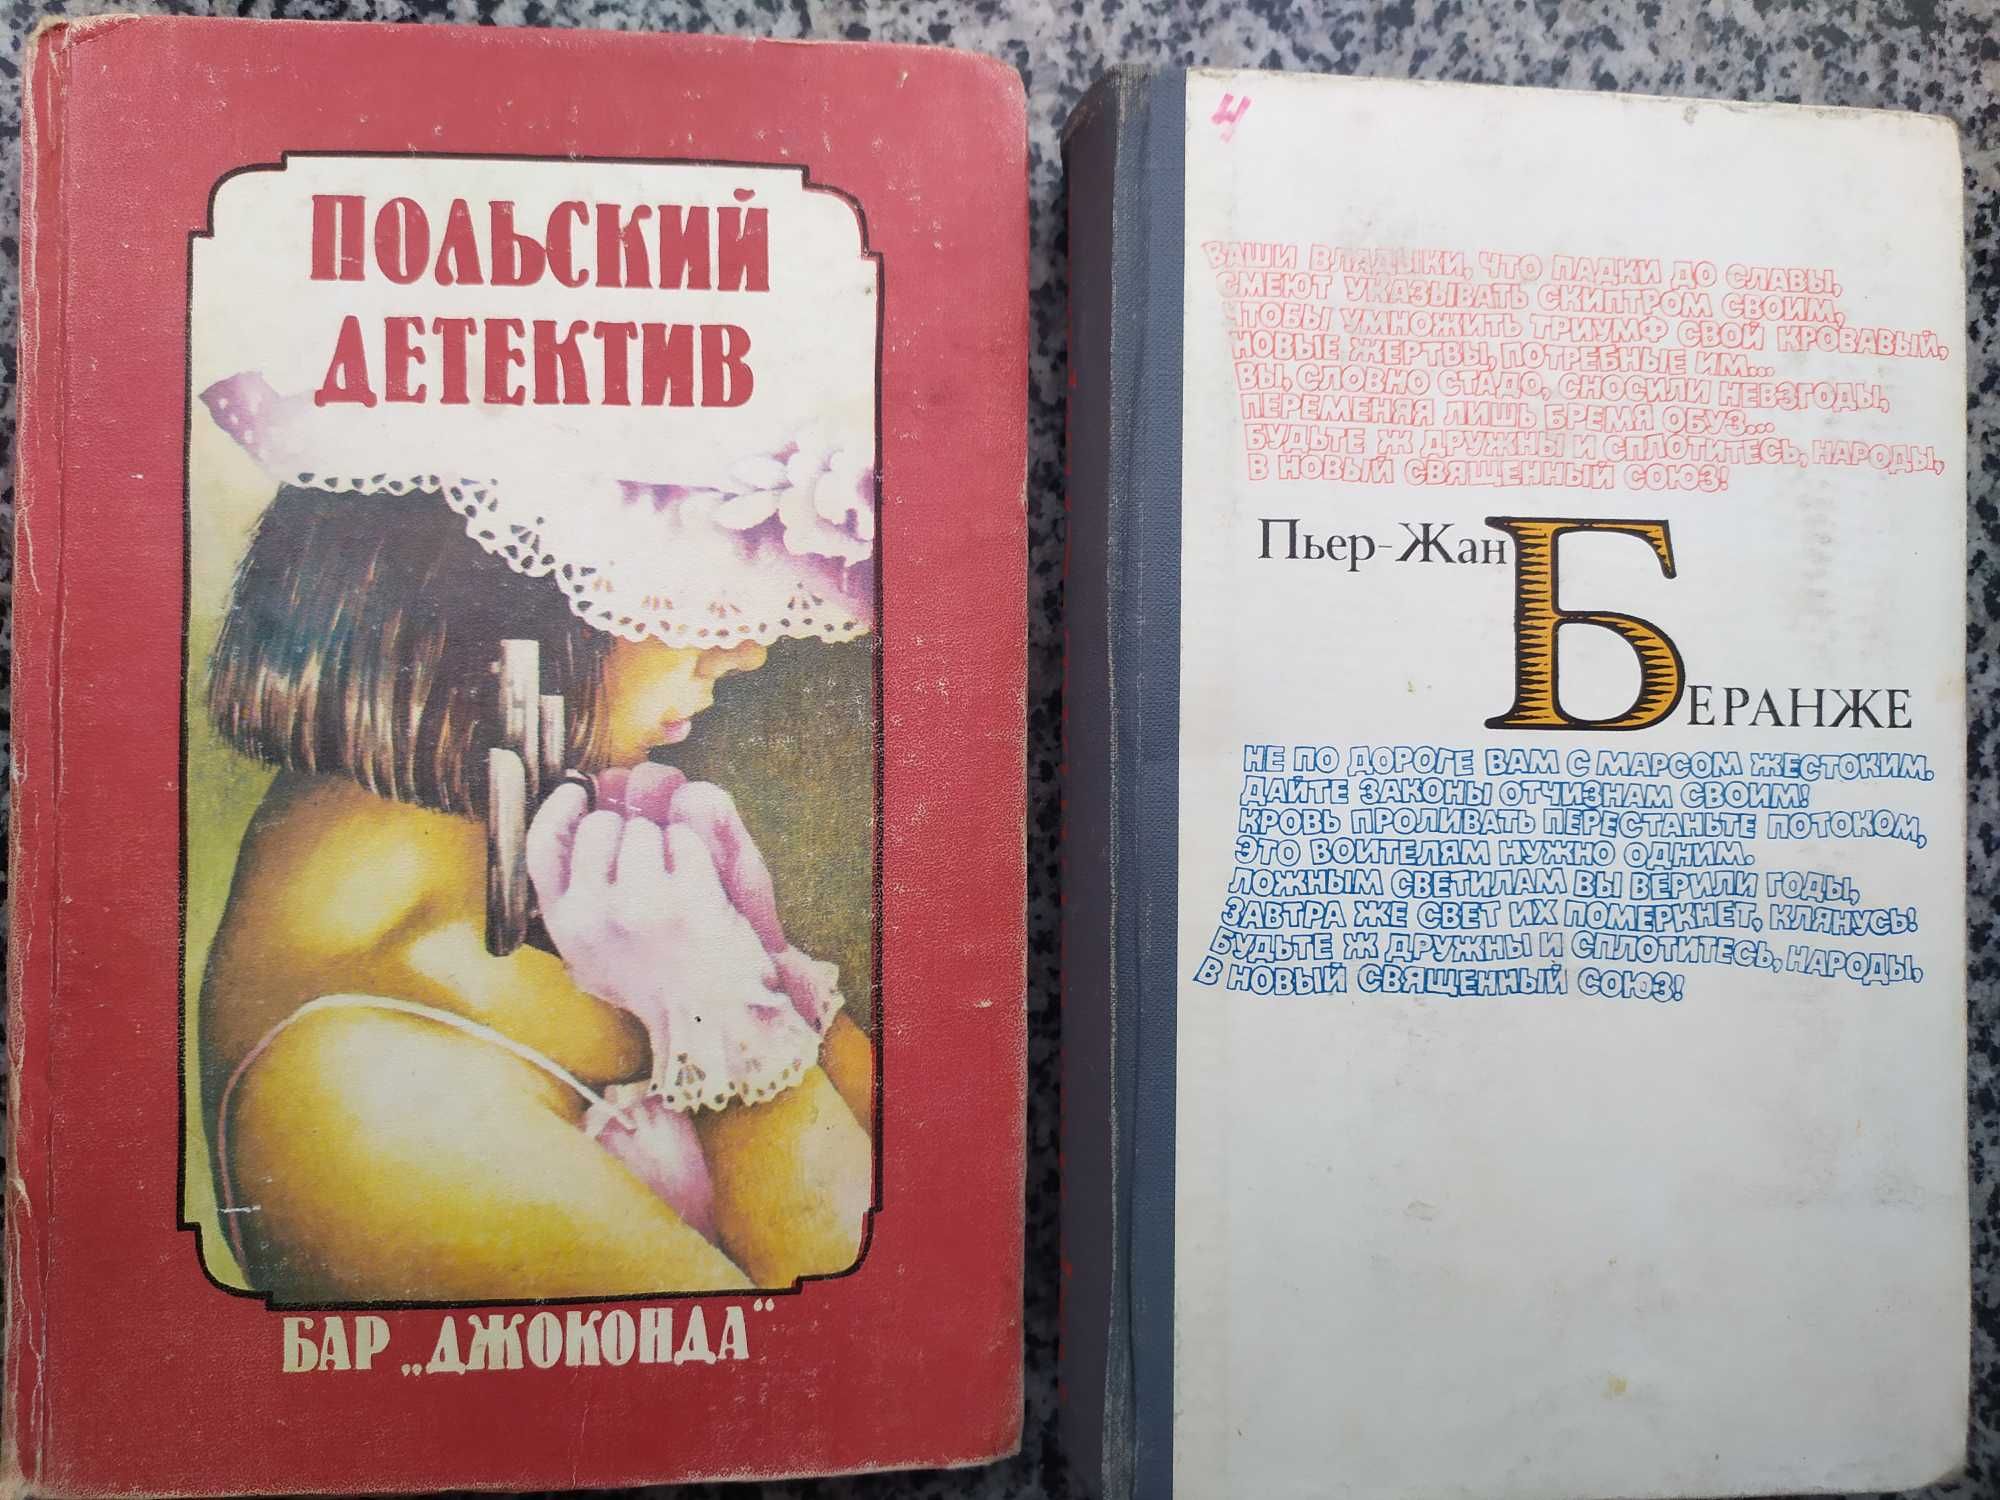 ПОЛЬСКИЙ
ДЕТЕКТИВ
БАР „ДЖОКОНДА“
ВАШИ ВЛАДЫКИ, ЧТО ПАДКИ ДО СЛАВЫ,
СМЕЮТ УКАЗЫВАТЬ СКИПТРОМ СВОИМ,
ЧТОБЫ УМНОЖИТЬ ТРИУМФ СВОЙ КРОВАВЫЙ,
НОВЫЕ ЖЕРТВЫ, ПОТРЕБНЫЕ ИМ...
ВЫ, СЛОВНО СТАДО, СНОСИЛИ НЕВЗГОДЫ,
ПЕРЕМЕНЯЯ ЛИШЬ БРЕМЯ ОБУЗ...
БУДЬТЕ Ж ДРУЖНЫ И СПЛОТИТЕСЬ, НАРОДЫ,
В НОВЫЙ СВЯЩЕННЫЙ СОЮЗ!
Пьер-Жан
БЕРАНЖЕ
НЕ ПО ДОРОГЕ ВАМ С МАРСОМ ЖЕСТОКИМ.
ДАЙТЕ ЗАКОНЫ ОТЧИЗНАМ СВОИМ!
КРОВЬ ПРОЛИВАТЬ ПЕРЕСТАНЬТЕ ПОТОКОМ,
ЭТО ВОИТЕЛЯМ НУЖНО ОДНИМ.
ЛОЖНЫМ СВЕТИЛАМ ВЫ ВЕРИЛИ ГОДЫ,
ЗАВТРА ЖЕ СВЕТ ИХ ПОМЕРКНЕТ, КЛЯНУСЬ!
БУДЬТЕ Ж ДРУЖНЫ И СПЛОТИТЕСЬ, НАРОДЫ,
В НОВЫЙ СВЯЩЕННЫЙ СОЮЗ!